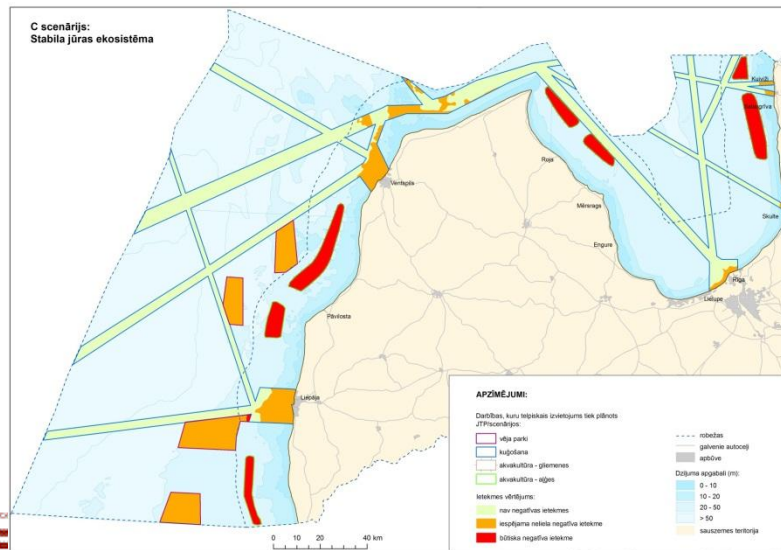 C scenārijs:
Stabila jūras ekosistēma
Kuiviži
Ventspils
Roja
Mērsrags
Engure
Skulte
Rīga
Lielupe
Pāvilosta
Liepāja
APZĪMĒJUMI:
Darbības, kuru telpiskais izvietojums tiek plānots
JTP/scenārijos:
vēja parki
kuģošana
akvakultūra - gliemenes
akvakultūra - aļģes
Ietekmes vērtējums:
nav negatīvas ietekmes
iespējama neliela negatīva ietekme
būtiska negatīva ietekme
robežas
galvenie autoceļi
apbūve
Dziļuma apgabali (m):
0 - 10
10 - 20
20 - 50
> 50
sauszemes teritorija
0 10 20 40 km